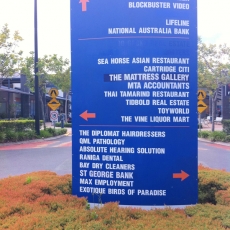 BLOCKBUSTER VIDEO
LIFELINE
NATIONAL AUSTRALIA BANK
SEA HORSE ASIAN RESTAURANT
CARTRIDGE CITI
THE MATTRESS GALLERY
MTA ACCOUNTANTS
THAI TAMARIND RESTAURANT
TIDBOLD REAL ESTATE
TOYWORLD
THE VINE LIQUOR MART
THE DIPLOMAT HAIRDRESSERS
QML PATHOLOGY
ABSOLUTE HEARING SOLUTION
RANIGA DENTAL
BAY DRY CLEANERS
ST GEORGE BANK
MAX EMPLOYMENT
EXOTIQUE BIRDS OF PARADISE